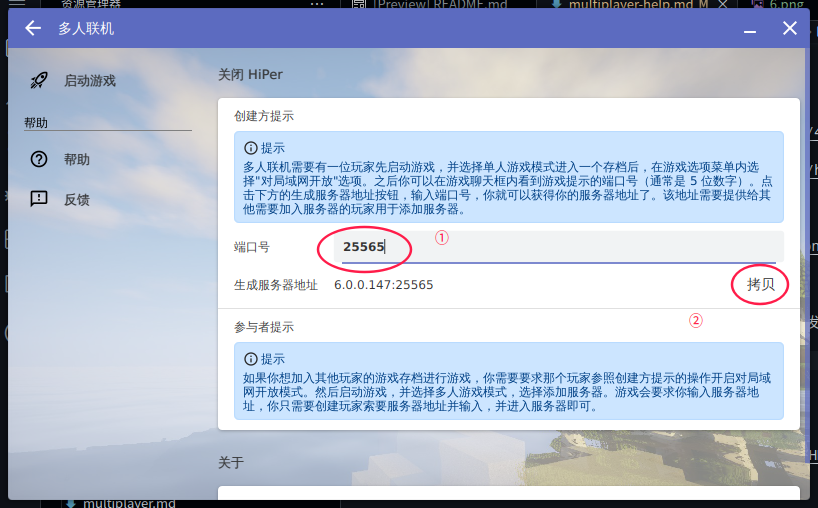 资源管理器
[Preview] README.md
multiplayer-help.md M
6.png
多人联机
启动游戏
帮助
帮助
反馈
关闭 HiPer
创建方提示
提示
多人联机需要有一位玩家先启动游戏，并选择单人游戏模式进入一个存档后，在游戏选项菜单内选
择"对局域网开放"选项。之后你可以在游戏聊天框内看到游戏提示的端口号（通常是 5 位数字）。点
击下方的生成服务器地址按钮，输入端口号，你就可以获得你的服务器地址了。该地址需要提供给其
他需要加入服务器的玩家用于添加服务器。
端口号
25565
①
生成服务器地址
6.0.0.147:25565
拷贝
②
参与者提示
提示
如果你想加入其他玩家的游戏存档进行游戏，你需要要求那个玩家参照创建方提示的操作开启对局域
网开放模式。然后启动游戏，并选择多人游戏模式，选择添加服务器。游戏会要求你输入服务器地
址，你只需要创建玩家索要服务器地址并输入，并进入服务器即可。
关于
multiplayer.md